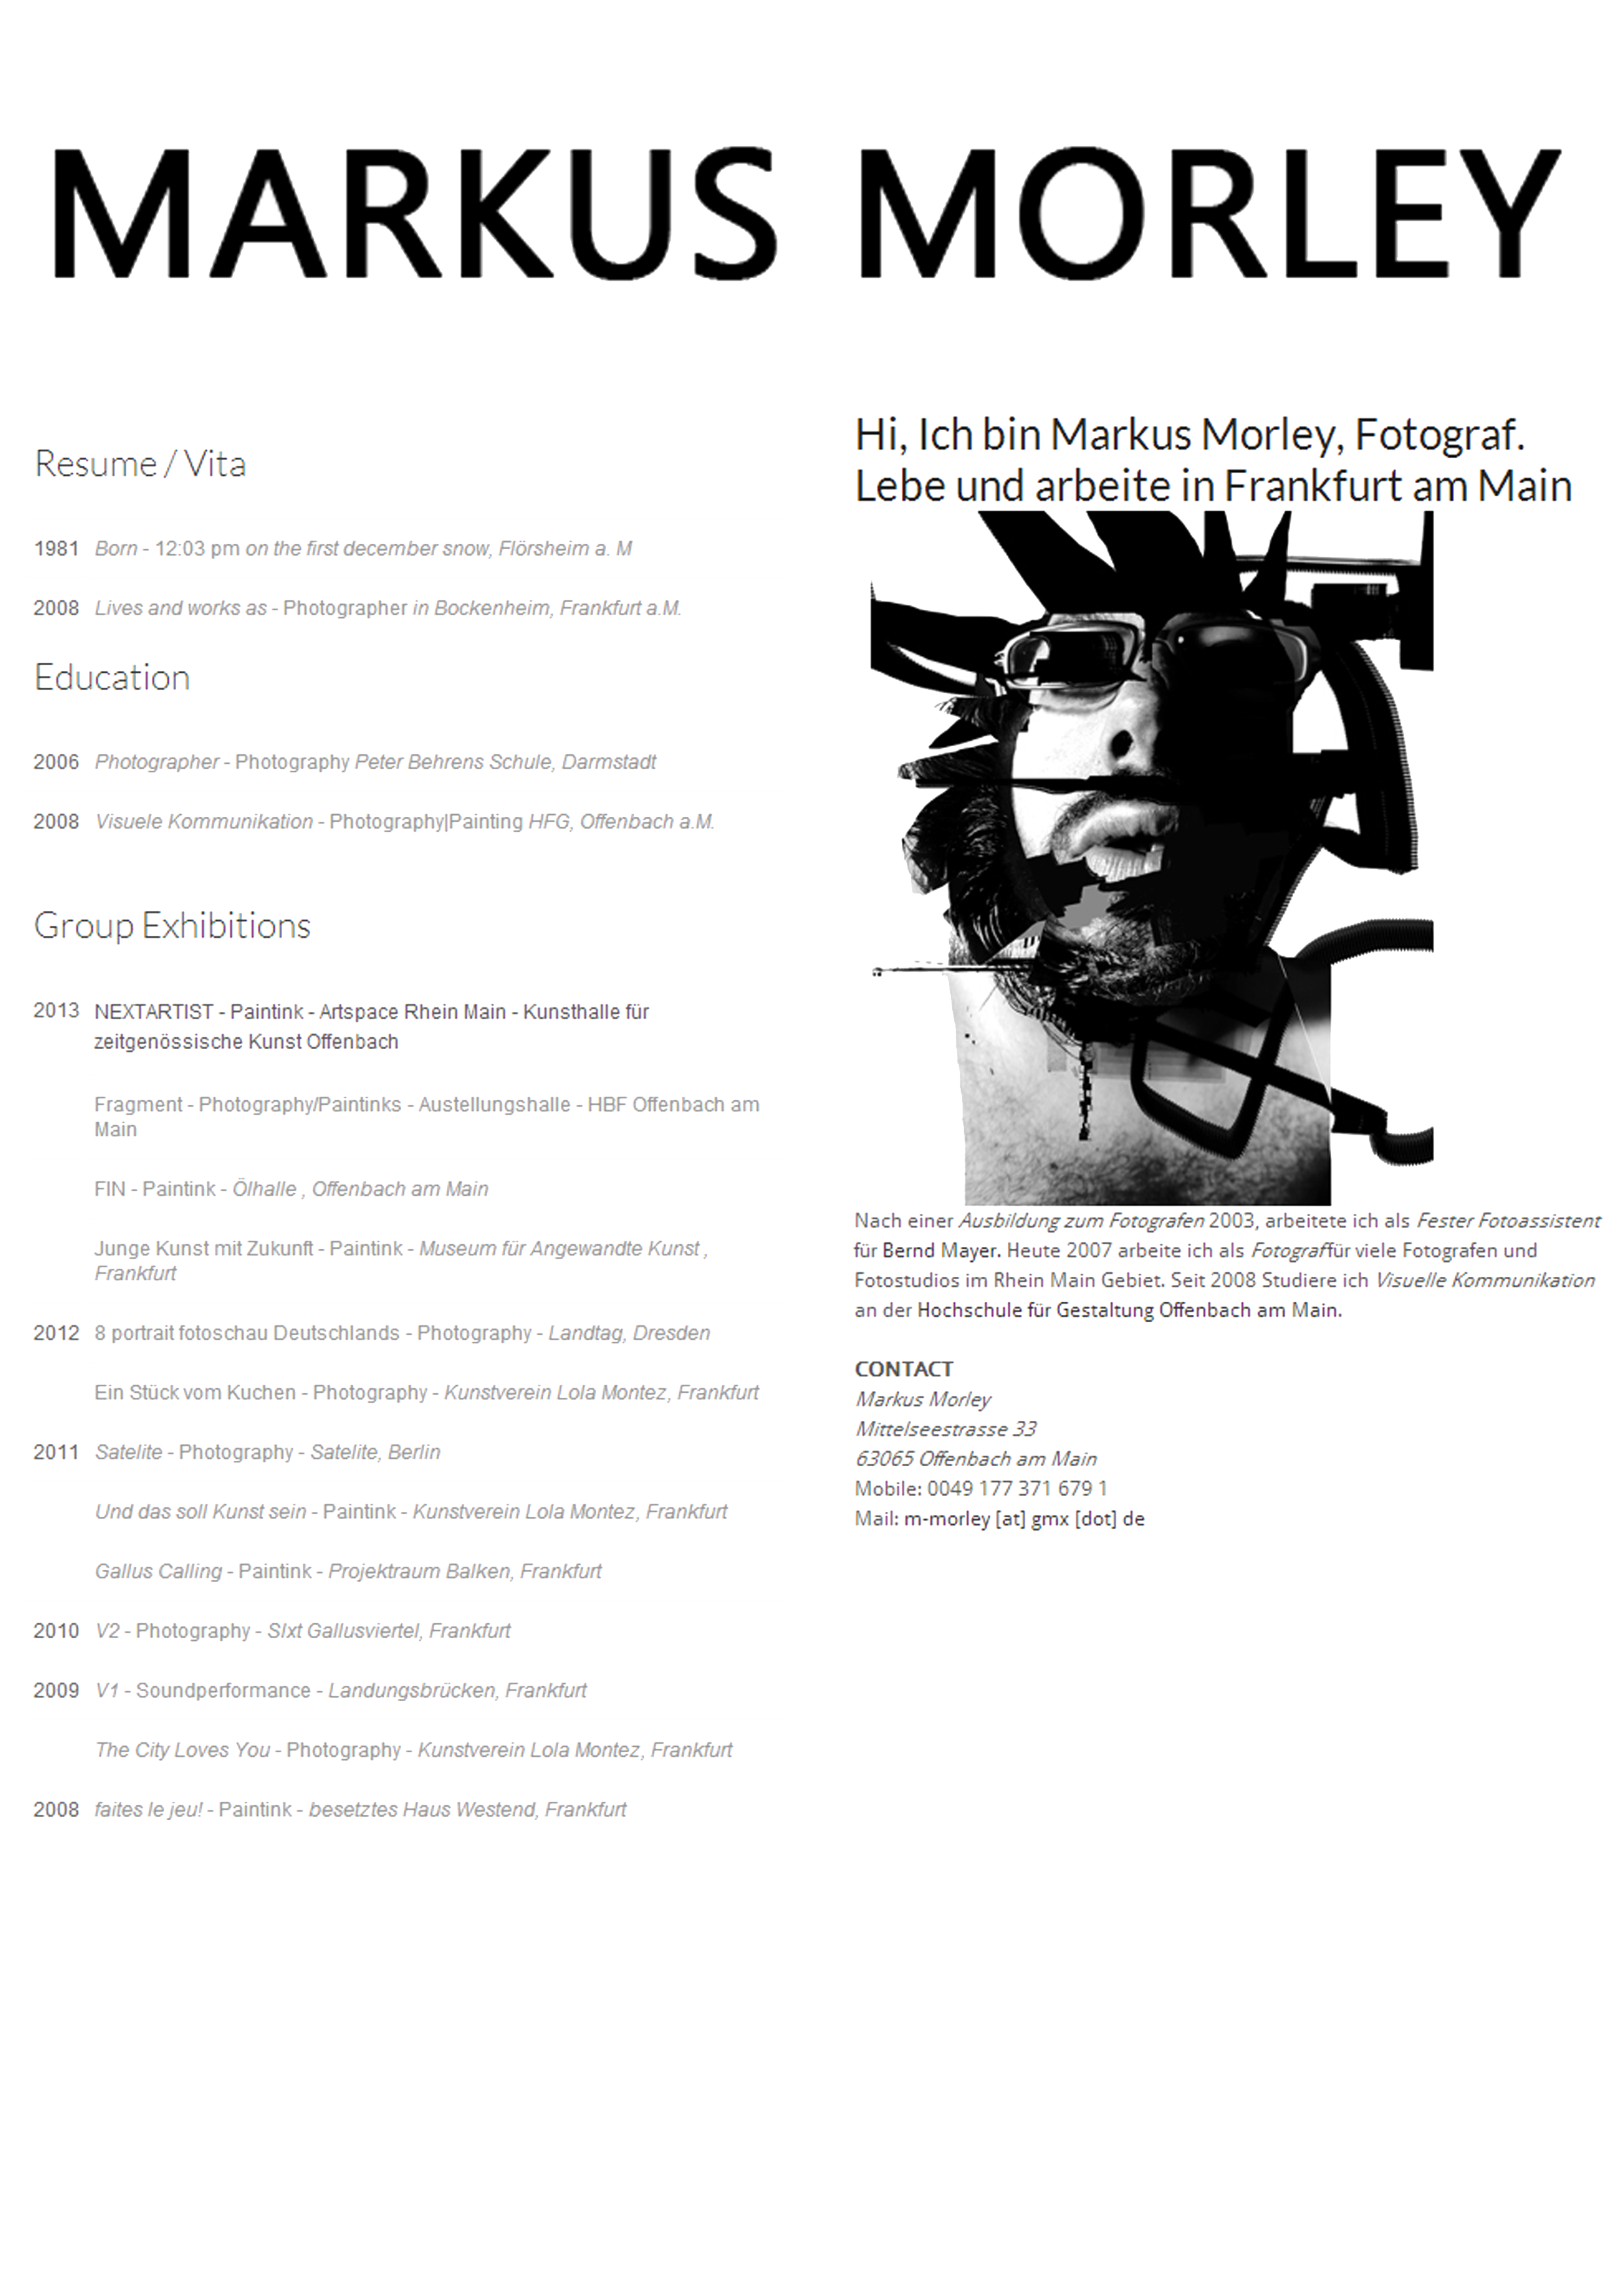 MARKUS MORLEY
Resume / Vita
1981 Born - 12:03 pm on the first december snow, Flörsheim a. M
2008 Lives and works as - Photographer in Bockenheim, Frankfurt a.M.
Education
2006 Photographer - Photography Peter Behrens Schule, Darmstadt
2008 Visuele Kommunikation - Photography|Painting HFG, Offenbach a.M.
Group Exhibitions
2013 NEXTARTIST - Paintink - Artspace Rhein Main - Kunsthalle für
zeitgenössische Kunst Offenbach
Fragment - Photography/Paintinks - Austellungshalle - HBF Offenbach am
Main
FIN - Paintink - Ölhalle , Offenbach am Main
Junge Kunst mit Zukunft - Paintink - Museum für Angewandte Kunst ,
Frankfurt
2012 8 portrait fotoschau Deutschlands - Photography - Landtag, Dresden
Ein Stück vom Kuchen - Photography - Kunstverein Lola Montez, Frankfurt
2011 Satelite - Photography - Satelite, Berlin
Und das soll Kunst sein - Paintink - Kunstverein Lola Montez, Frankfurt
Gallus Calling - Paintink - Projektraum Balken, Frankfurt
2010 V2 - Photography - SIxt Gallusviertel, Frankfurt
2009 V1 - Soundperformance - Landungsbrücken, Frankfurt
The City Loves You - Photography - Kunstverein Lola Montez, Frankfurt
2008 faites le jeu! - Paintink - besetztes Haus Westend, Frankfurt
Hi, Ich bin Markus Morley, Fotograf.
Lebe und arbeite in Frankfurt am Main
Nach einer Ausbildung zum Fotografen 2003, arbeitete ich als Fester Fotoassistent
für Bernd Mayer. Heute 2007 arbeite ich als Fotograffür viele Fotografen und
Fotostudios im Rhein Main Gebiet. Seit 2008 Studiere ich Visuelle Kommunikation
an der Hochschule für Gestaltung Offenbach am Main.
CONTACT
Markus Morley
Mittelseestrasse 33
63065 Offenbach am Main
Mobile: 0049 177 371 679 1
Mail: m-morley [at] gmx [dot] de